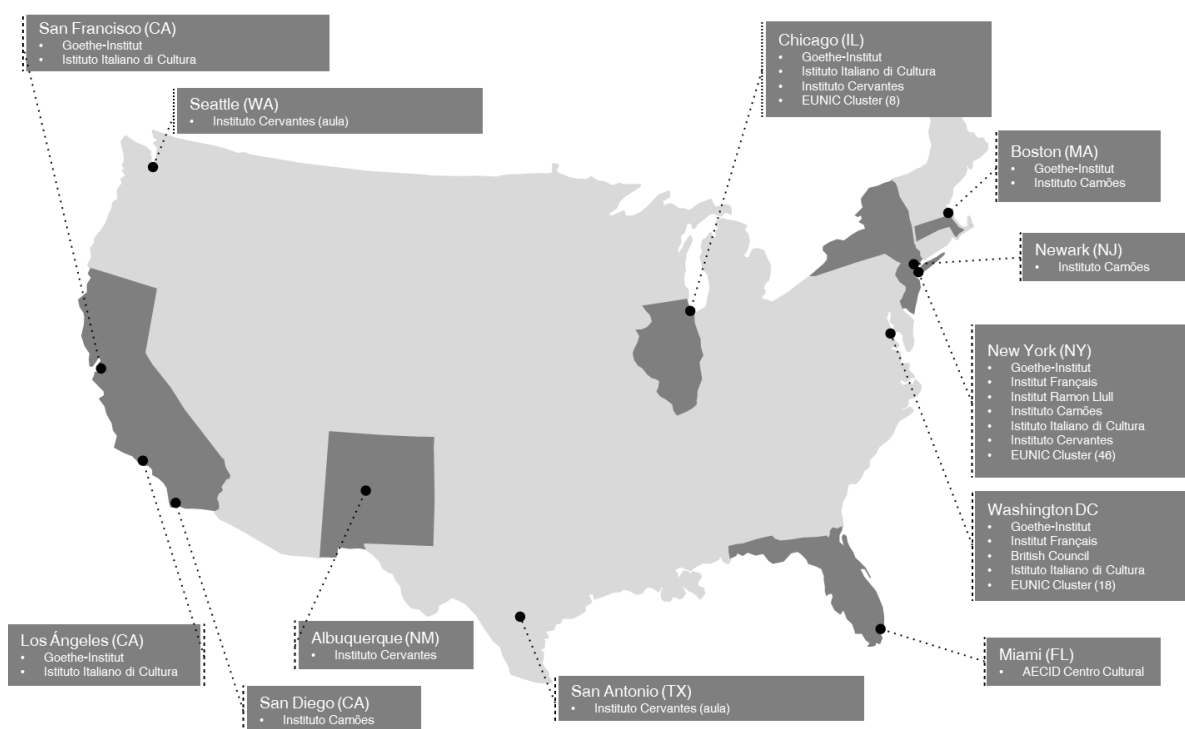 San Francisco (CA)
• Goethe-Institut
• Istituto Italiano di Cultura
Seattle (WA)
• Instituto Cervantes (aula)
Chicago (IL)
• Goethe-Institut
• Istituto Italiano di Cultura
• Instituto Cervantes
• EUNIC Cluster (8)
Boston (MA)
• Goethe-Institut
• Instituto Camões
Newark (NJ)
• Instituto Camões
New York (NY)
• Goethe-Institut
• Institut Français
• Institut Ramon Llull
• Instituto Camões
• Istituto Italiano di Cultura
• Instituto Cervantes
• EUNIC Cluster (46)
Washington DC
• Goethe-Institut
• Institut Français
• British Council
• Istituto Italiano di Cultura
• EUNIC Cluster (18)
Los Ángeles (CA)
• Goethe-Institut
• Istituto Italiano di Cultura
San Diego (CA)
• Instituto Camões
Albuquerque (NM)
• Instituto Cervantes
San Antonio (TX)
• Instituto Cervantes (aula)
Miami (FL)
• AECID Centro Cultural